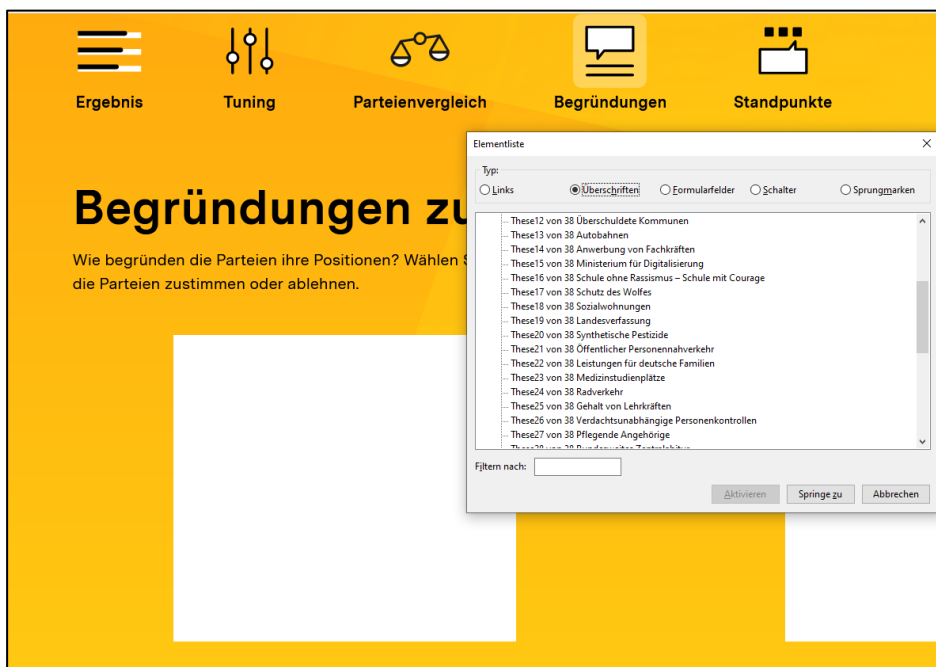 Ergebnis
Tuning
Parteienvergleich
Begründungen
Standpunkte
Begründungen zu
Wie begründen die Parteien ihre Positionen? Wählen
die Parteien zustimmen oder ablehnen.
Elementliste
Typ:
Links
Überschriften
Formularfelder
Schalter
Sprungmarken
These12 von 38 Überschuldete Kommunen
These13 von 38 Autobahnen
These14 von 38 Anwerbung von Fachkräften
These15 von 38 Ministerium für Digitalisierung
These16 von 38 Schule ohne Rassismus – Schule mit Courage
These17 von 38 Schutz des Wolfes
These18 von 38 Sozialwohnungen
These19 von 38 Landesverfassung
These20 von 38 Synthetische Pestizide
These21 von 38 Öffentlicher Personennahverkehr
These22 von 38 Leistungen für deutsche Familien
These23 von 38 Medizinstudienplätze
These24 von 38 Radverkehr
These25 von 38 Gehalt von Lehrkräften
These26 von 38 Verdachtsunabhängige Personenkontrollen
These27 von 38 Pflegende Angehörige
Filtern nach:
Aktivieren
Springe zu
Abbrechen